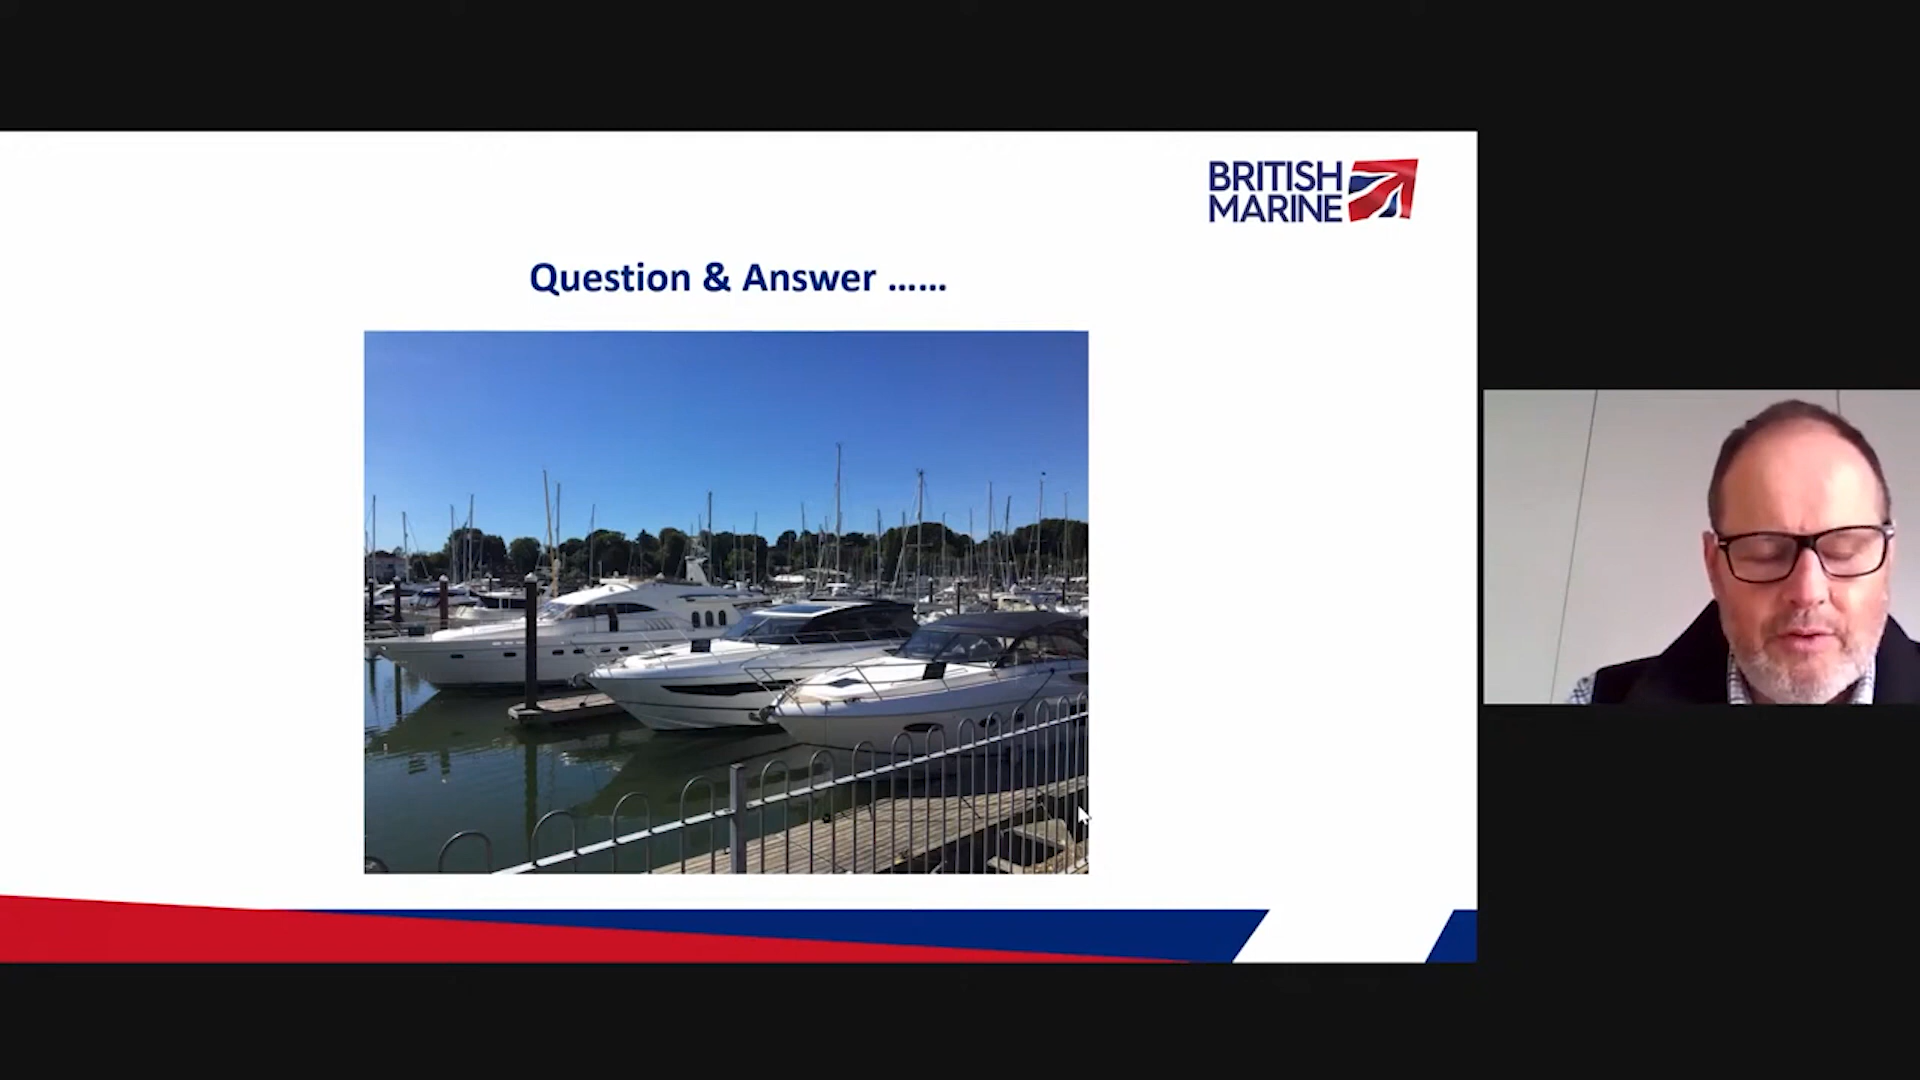 BRITISH
MARINE
Question & Answer ......